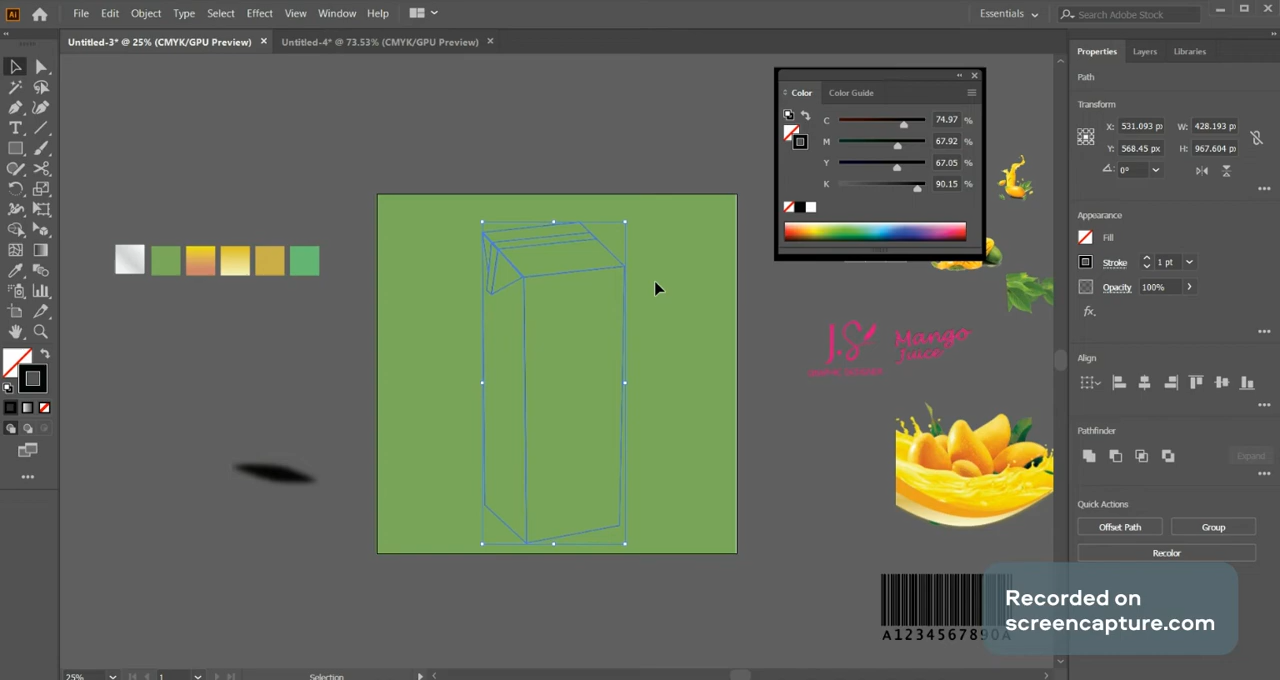 Ai File Edit Object Type Select Effect View Window Help Essentials Search Adobe Stock
Untitled-3* @ 25% (CMYK/GPU Preview) × Untitled-4* @ 73.53% (CMYK/GPU Preview) ×
Properties Layers Libraries
Path
Transform
X: 531.093 p W: 428.193 p
Y: 568.45 px H: 967.604 p
0°
Appearance
Fill
Stroke 1 pt
Opacity 100%
fx.
Align
Pathfinder
Expand
Quick Actions
Offset Path Group
Recolor
Color Color Guide
C 74.97 %
M 67.92 %
Y 67.05 %
K 90.15 %
J.S
Mango
Juice
A1234567890A
Recorded on
screencapture.com
25% 1 Selection